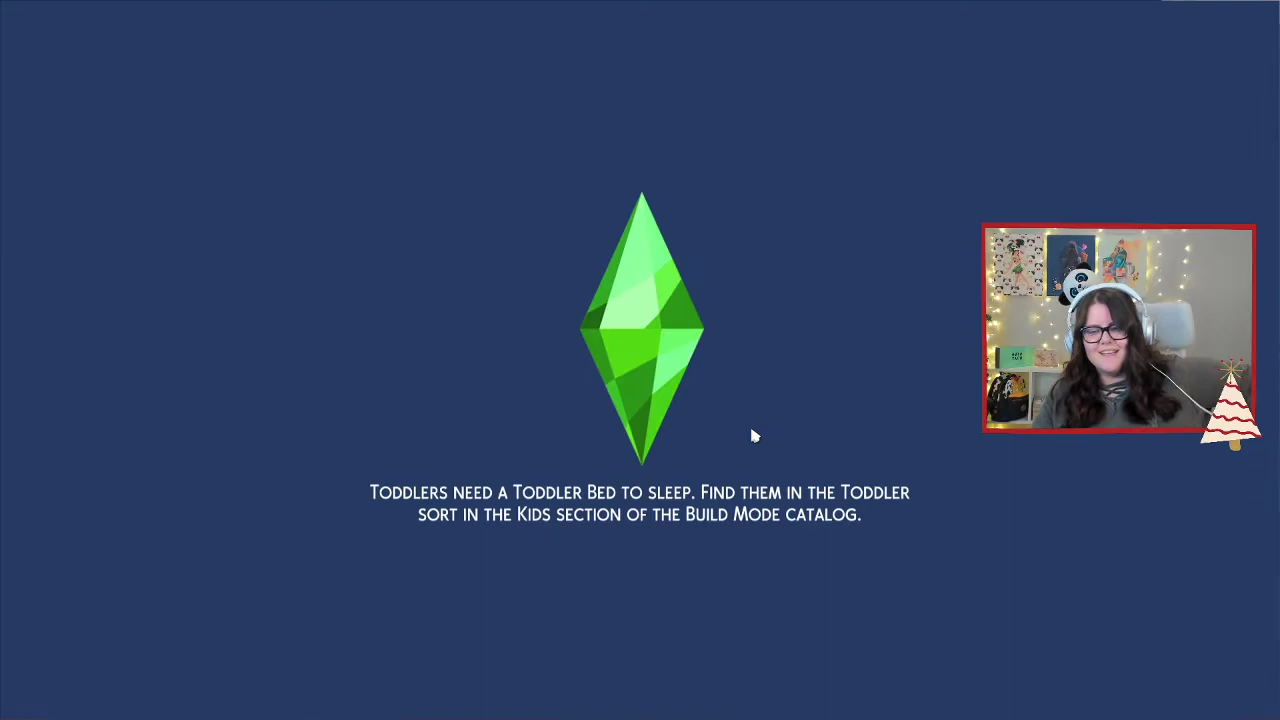 Toddlers need a Toddler Bed to sleep. Find them in the Toddler
sort in the Kids section of the Build Mode catalog.